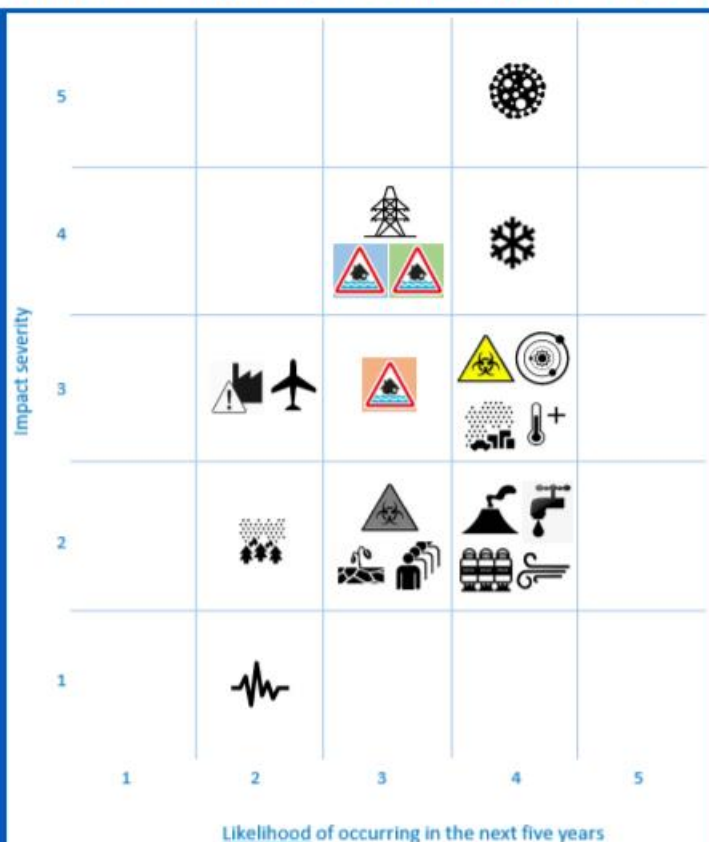 5
4
Impact severity
3
2
1
1 2 3 4 5
Likelihood of occurring in the next five years